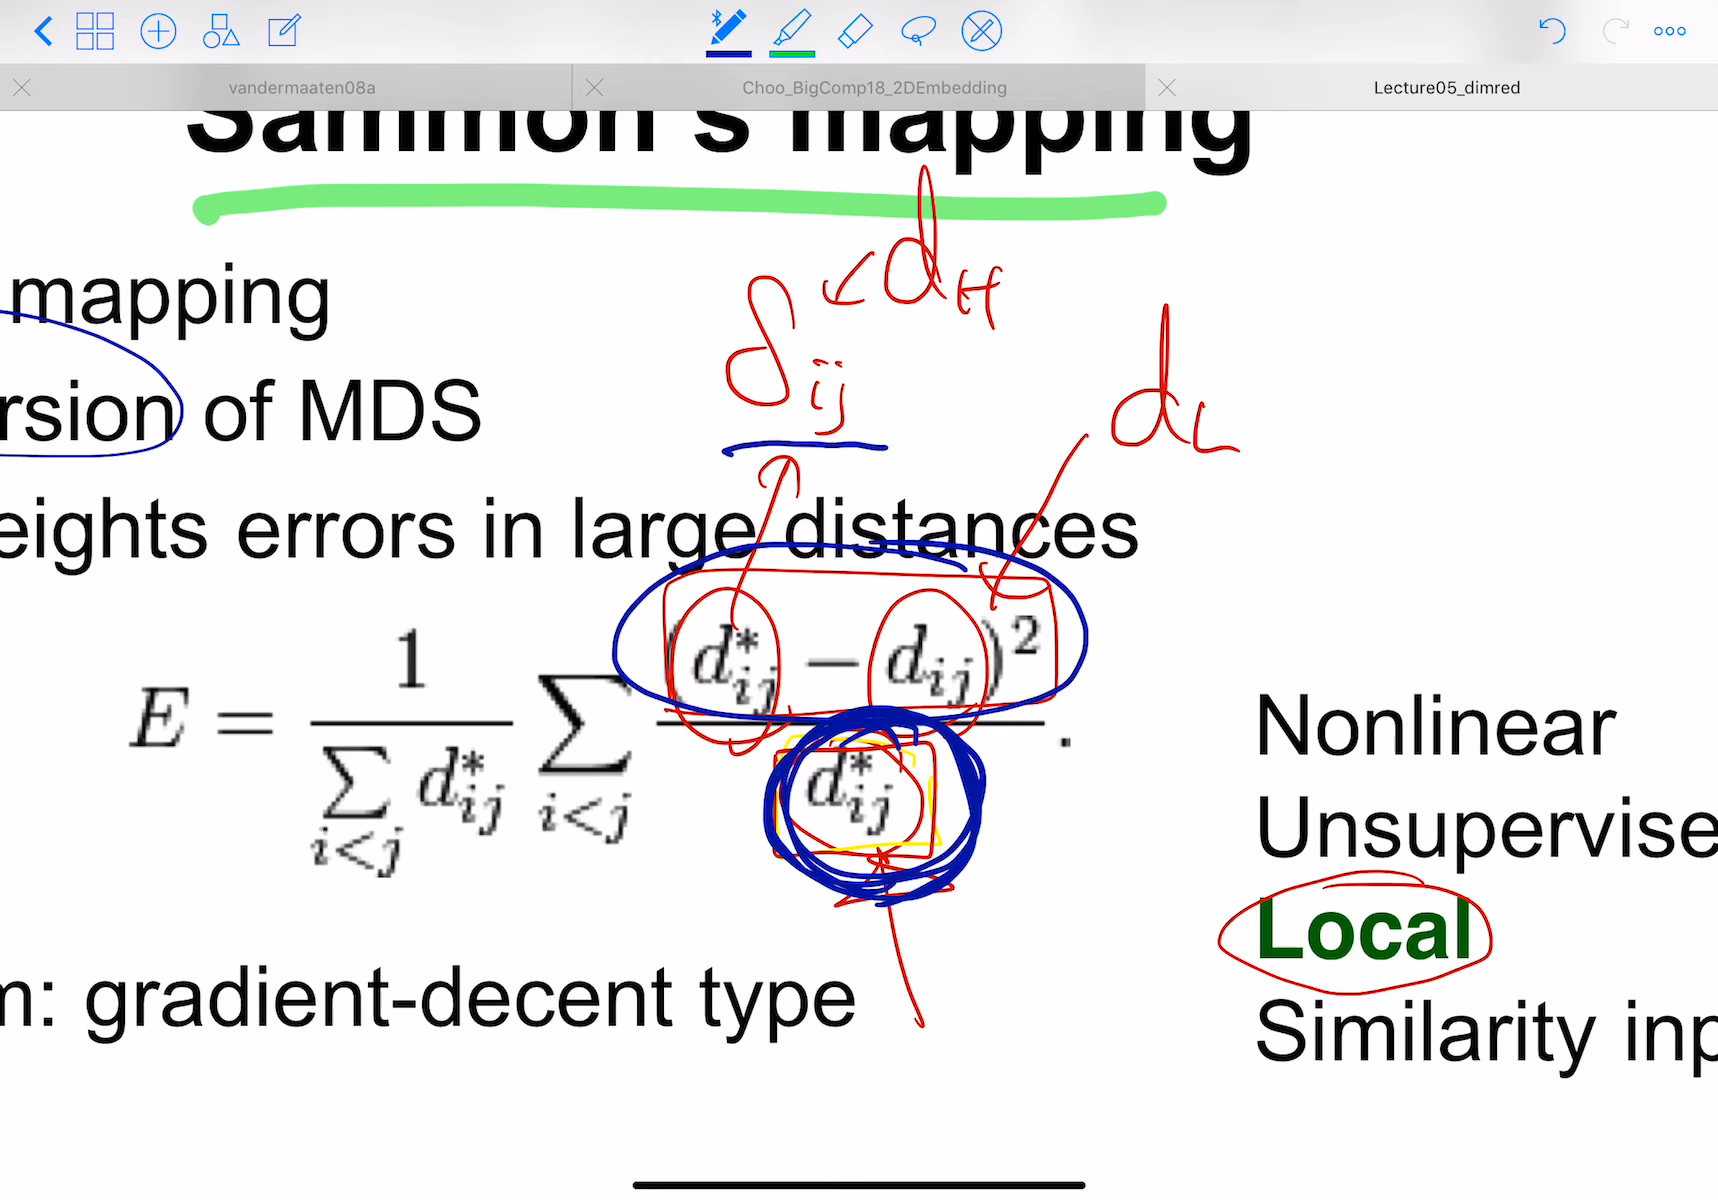 vandermaaten08a Choo_BigComp18_2DEmbedding Lecture05_dimred
Sammon's mapping
mapping
δij ↙ dH
rsion of MDS
dL
eights errors in large distances
E = 1 / ∑i<j d*ij ∑i<j (d*ij − dij)² / d*ij .
Nonlinear
Unsupervise
Local
m: gradient-decent type
Similarity inp